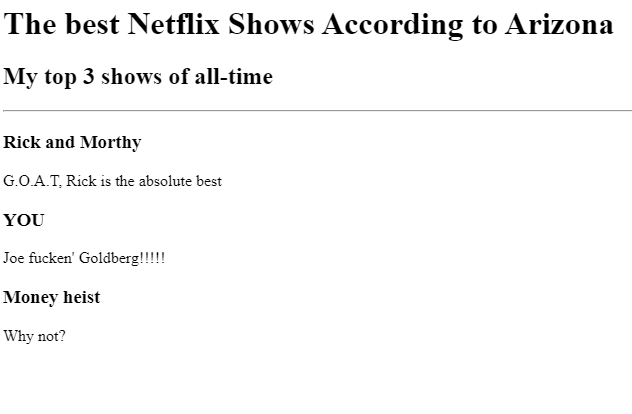 The best Netflix Shows According to Arizona
My top 3 shows of all-time
Rick and Morthy
G.O.A.T, Rick is the absolute best
YOU
Joe fucken' Goldberg!!!!!
Money heist
Why not?